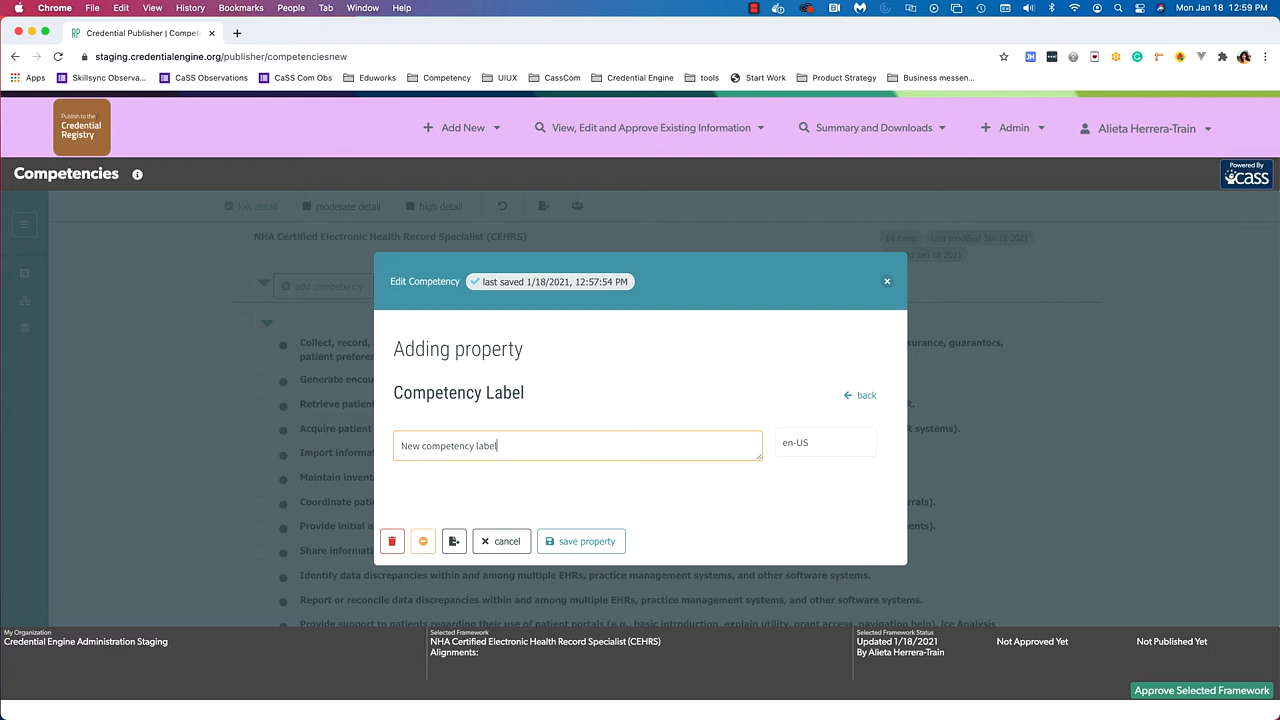 Chrome File Edit View History Bookmarks People Tab Window Help Mon Jan 18 12:59 PM
Credential Publisher | Compet
staging.credentialengine.org/publisher/competenciesnew
Apps Skillsync Observa... CaSS Observations CaSS Com Obs Eduworks Competency UIUX CassCom Credential Engine tools Start Work Product Strategy Business messen...
Publish to the
Credential
Registry
Add New View, Edit and Approve Existing Information Summary and Downloads Admin Alieta Herrera-Train
Competencies
Powered By
CASS
low detail moderate detail high detail
NHA Certified Electronic Health Record Specialist (CEHRS) 14 items Last modified Jan 18 2021
ed Jan 18 2021
add competency
Edit Competency last saved 1/18/2021, 12:57:54 PM
Adding property
Competency Label
back
New competency label
en-US
cancel save property
Collect, record, surance, guarantors,
patient prefere
Generate encou
Retrieve patien R.
Acquire patient R systems).
Import informa
Maintain invent
Coordinate pati rrals).
Provide initial a ents).
Share informati
Identify data discrepancies within and among multiple EHRs, practice management systems, and other software systems.
Report or reconcile data discrepancies within and among multiple EHRs, practice management systems, and other software systems.
Provide support to patients regarding their use of patient portals (e.g., basic introduction, explain utility, grant access, navigation help). Ice Analysis
My Organization
Credential Engine Administration Staging
Selected Framework
NHA Certified Electronic Health Record Specialist (CEHRS)
Alignments:
Selected Framework Status
Updated 1/18/2021
By Alieta Herrera-Train
Not Approved Yet
Not Published Yet
Approve Selected Framework